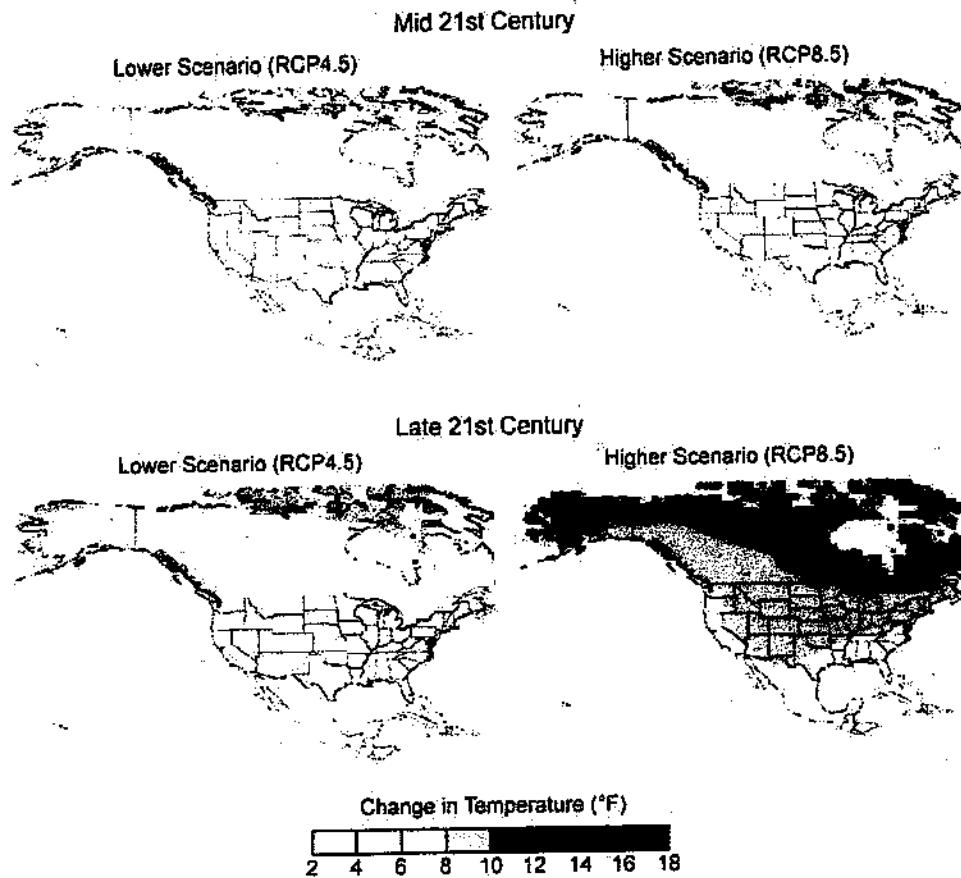 Mid 21st Century
Lower Scenario (RCP4.5)
Higher Scenario (RCP8.5)
Late 21st Century
Lower Scenario (RCP4.5)
Higher Scenario (RCP8.5)
Change in Temperature (°F)
2 4 6 8 10 12 14 16 18